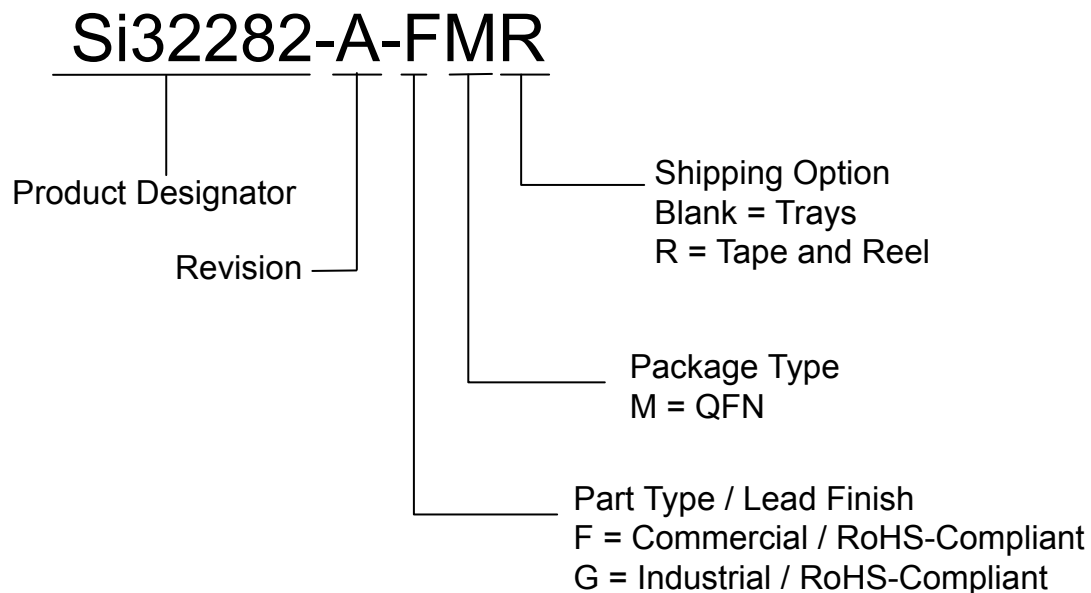 Si32282-A-FMR
Product Designator
Revision
Shipping Option
Blank = Trays
R = Tape and Reel
Package Type
M = QFN
Part Type / Lead Finish
F = Commercial / RoHS-Compliant
G = Industrial / RoHS-Compliant